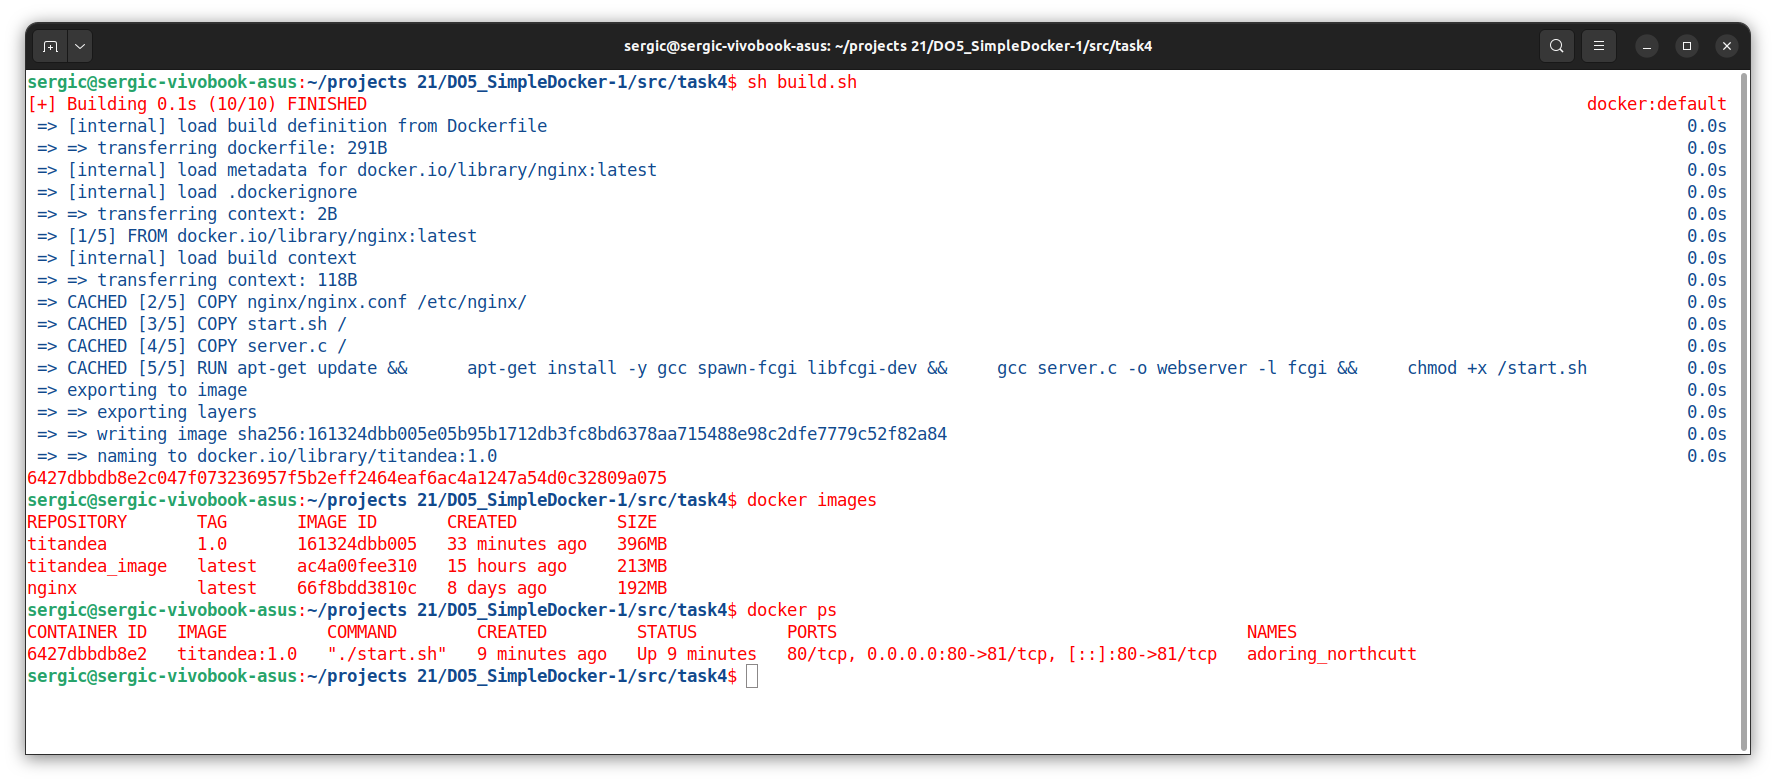 sergic@sergic-vivobook-asus: ~/projects 21/DO5_SimpleDocker-1/src/task4
sergic@sergic-vivobook-asus:~/projects 21/DO5_SimpleDocker-1/src/task4$ sh build.sh
[+] Building 0.1s (10/10) FINISHED docker:default
=> [internal] load build definition from Dockerfile 0.0s
=> => transferring dockerfile: 291B 0.0s
=> [internal] load metadata for docker.io/library/nginx:latest 0.0s
=> [internal] load .dockerignore 0.0s
=> => transferring context: 2B 0.0s
=> [1/5] FROM docker.io/library/nginx:latest 0.0s
=> [internal] load build context 0.0s
=> => transferring context: 118B 0.0s
=> CACHED [2/5] COPY nginx/nginx.conf /etc/nginx/ 0.0s
=> CACHED [3/5] COPY start.sh / 0.0s
=> CACHED [4/5] COPY server.c / 0.0s
=> CACHED [5/5] RUN apt-get update && apt-get install -y gcc spawn-fcgi libfcgi-dev && gcc server.c -o webserver -l fcgi && chmod +x /start.sh 0.0s
=> exporting to image 0.0s
=> => exporting layers 0.0s
=> => writing image sha256:161324dbb005e05b95b1712db3fc8bd6378aa715488e98c2dfe7779c52f82a84 0.0s
=> => naming to docker.io/library/titandea:1.0 0.0s
6427dbbdb8e2c047f073236957f5b2eff2464eaf6ac4a1247a54d0c32809a075
sergic@sergic-vivobook-asus:~/projects 21/DO5_SimpleDocker-1/src/task4$ docker images
REPOSITORY TAG IMAGE ID CREATED SIZE
titandea 1.0 161324dbb005 33 minutes ago 396MB
titandea_image latest ac4a00fee310 15 hours ago 213MB
nginx latest 66f8bdd3810c 8 days ago 192MB
sergic@sergic-vivobook-asus:~/projects 21/DO5_SimpleDocker-1/src/task4$ docker ps
CONTAINER ID IMAGE COMMAND CREATED STATUS PORTS NAMES
6427dbbdb8e2 titandea:1.0 "./start.sh" 9 minutes ago Up 9 minutes 80/tcp, 0.0.0.0:80->81/tcp, [::]:80->81/tcp adoring_northcutt
sergic@sergic-vivobook-asus:~/projects 21/DO5_SimpleDocker-1/src/task4$